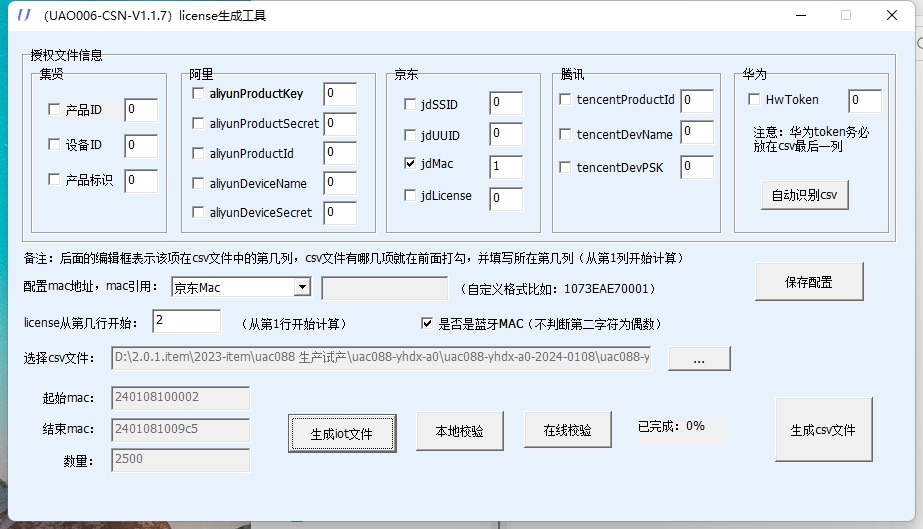 （UAO006-CSN-V1.1.7）license生成工具
授权文件信息
集贤
产品ID 0
设备ID 0
产品标识 0
阿里
aliyunProductKey 0
aliyunProductSecret 0
aliyunProductId 0
aliyunDeviceName 0
aliyunDeviceSecret 0
京东
jdSSID 0
jdUUID 0
jdMac 1
jdLicense 0
腾讯
tencentProductId 0
tencentDevName 0
tencentDevPSK 0
华为
HwToken 0
注意：华为token务必
放在csv最后一列
自动识别csv
备注：后面的编辑框表示该项在csv文件中的第几列，csv文件有哪几项就在前面打勾，并填写所在第几列（从第1列开始计算）
配置mac地址，mac引用： 京东Mac （自定义格式比如：1073EAE70001）
保存配置
license从第几行开始： 2 （从第1行开始计算） 是否是蓝牙MAC（不判断第二字符为偶数）
选择csv文件： D:\2.0.1.item\2023-item\uac088 生产试产\uac088-yhdx-a0\uac088-yhdx-a0-2024-0108\uac088-y ...
起始mac： 240108100002
结束mac： 2401081009c5
数量： 2500
生成iot文件
本地校验
在线校验
已完成：0%
生成csv文件